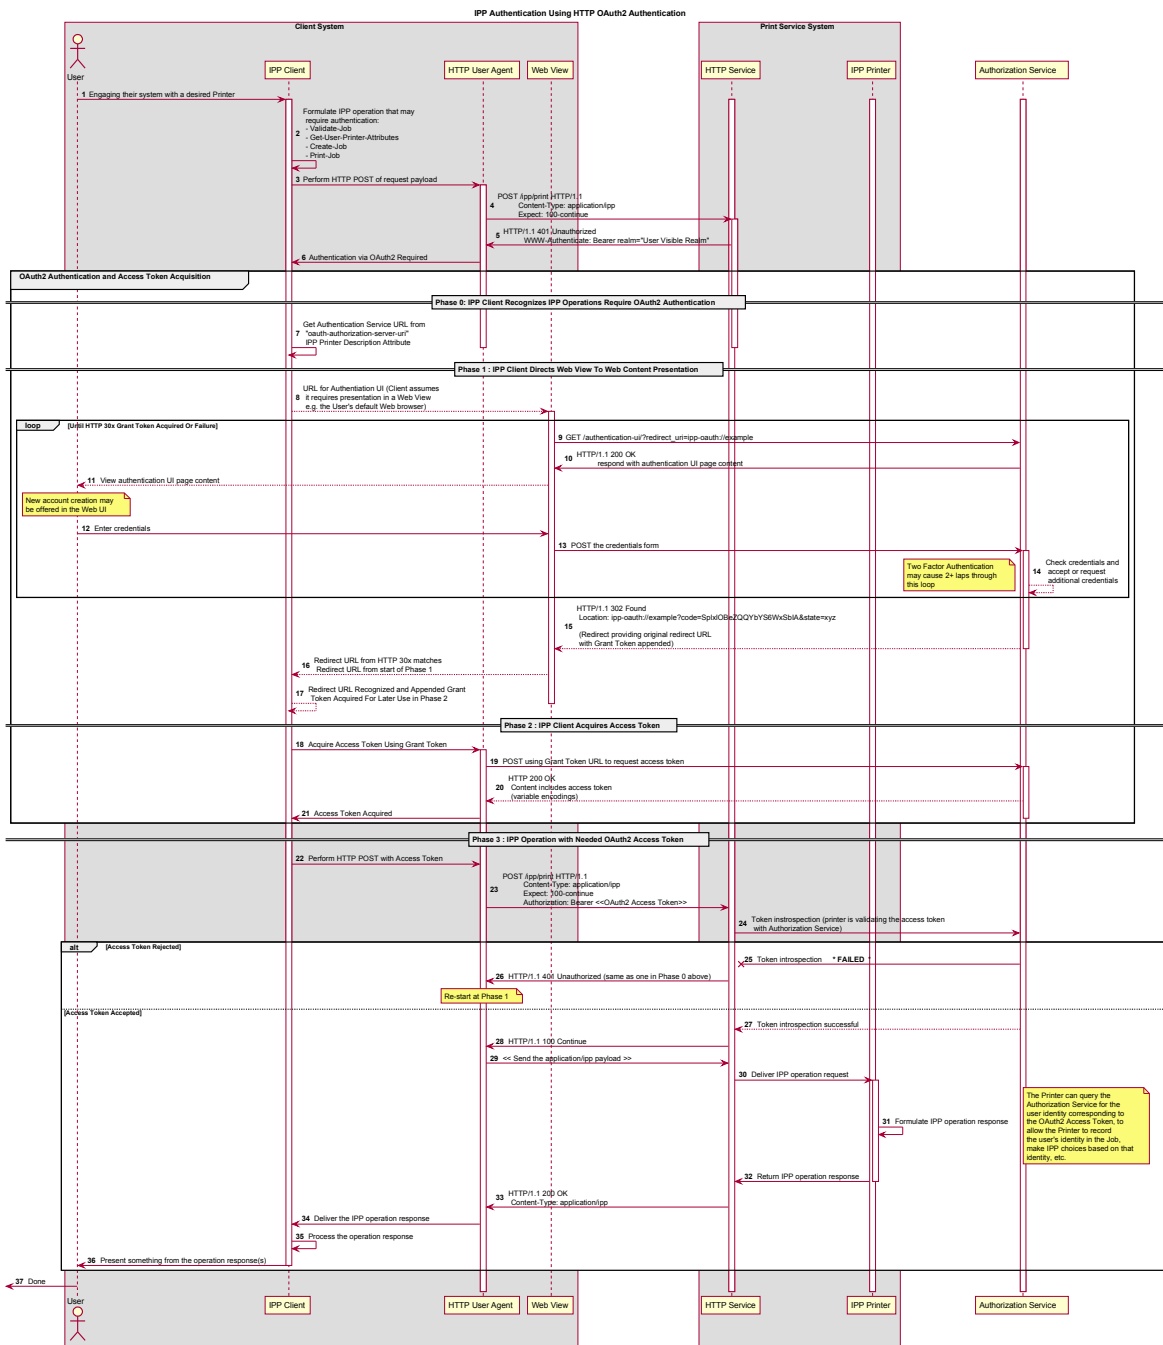 IPP Authentication Using HTTP OAuth2 Authentication
Client System
Print Service System
User
IPP Client
HTTP User Agent
Web View
HTTP Service
IPP Printer
Authorization Service
1 Engaging their system with a desired Printer
Formulate IPP operation that may
require authentication:
2 - Validate-Job
- Get-User-Printer-Attributes
- Create-Job
- Print-Job
3 Perform HTTP POST of request payload
POST /ipp/print HTTP/1.1
4 Content-Type: application/ipp
Expect: 100-continue
5 HTTP/1.1 401 Unauthorized
WWW-Authenticate: Bearer realm="User Visible Realm"
6 Authentication via OAuth2 Required
OAuth2 Authentication and Access Token Acquisition
Phase 0: IPP Client Recognizes IPP Operations Require OAuth2 Authentication
Get Authentication Service URL from
7 "oauth-authorization-server-uri"
IPP Printer Description Attribute
Phase 1 : IPP Client Directs Web View To Web Content Presentation
URL for Authentiation UI (Client assumes
8 it requires presentation in a Web View
e.g. the User's default Web browser)
loop
[Until HTTP 30x Grant Token Acquired Or Failure]
9 GET /authentication-ui/?redirect_uri=ipp-oauth://example
10 HTTP/1.1 200 OK
respond with authentication UI page content
11 View authentication UI page content
New account creation may
be offered in the Web UI
12 Enter credentials
13 POST the credentials form
Two Factor Authentication
may cause 2+ laps through
this loop
Check credentials and
14 accept or request
additional credentials
HTTP/1.1 302 Found
Location: ipp-oauth://example?code=SplxlOBeZQQYbYS6WxSbIA&state=xyz
15
(Redirect providing original redirect URL
with Grant Token appended)
16 Redirect URL from HTTP 30x matches
Redirect URL from start of Phase 1
17 Redirect URL Recognized and Appended Grant
Token Acquired For Later Use in Phase 2
Phase 2 : IPP Client Acquires Access Token
18 Acquire Access Token Using Grant Token
19 POST using Grant Token URL to request access token
HTTP 200 OK
20 Content includes access token
(variable encodings)
21 Access Token Acquired
Phase 3 : IPP Operation with Needed OAuth2 Access Token
22 Perform HTTP POST with Access Token
POST /ipp/print HTTP/1.1
23 Content-Type: application/ipp
Expect: 100-continue
Authorization: Bearer <<OAuth2 Access Token>>
24 Token instrospection (printer is validating the access token
with Authorization Service)
alt
[Access Token Rejected]
25 Token introspection * FAILED *
26 HTTP/1.1 401 Unauthorized (same as one in Phase 0 above)
Re-start at Phase 1
[Access Token Accepted]
27 Token introspection successful
28 HTTP/1.1 100 Continue
29 << Send the application/ipp payload >>
30 Deliver IPP operation request
The Printer can query the
Authorization Service for the
user identity corresponding to
the OAuth2 Access Token, to
allow the Printer to record
the user's identity in the Job,
make IPP choices based on that
identity, etc.
31 Formulate IPP operation response
32 Return IPP operation response
33 HTTP/1.1 200 OK
Content-Type: application/ipp
34 Deliver the IPP operation response
35 Process the operation response
36 Present something from the operation response(s)
37 Done
User
IPP Client
HTTP User Agent
Web View
HTTP Service
IPP Printer
Authorization Service